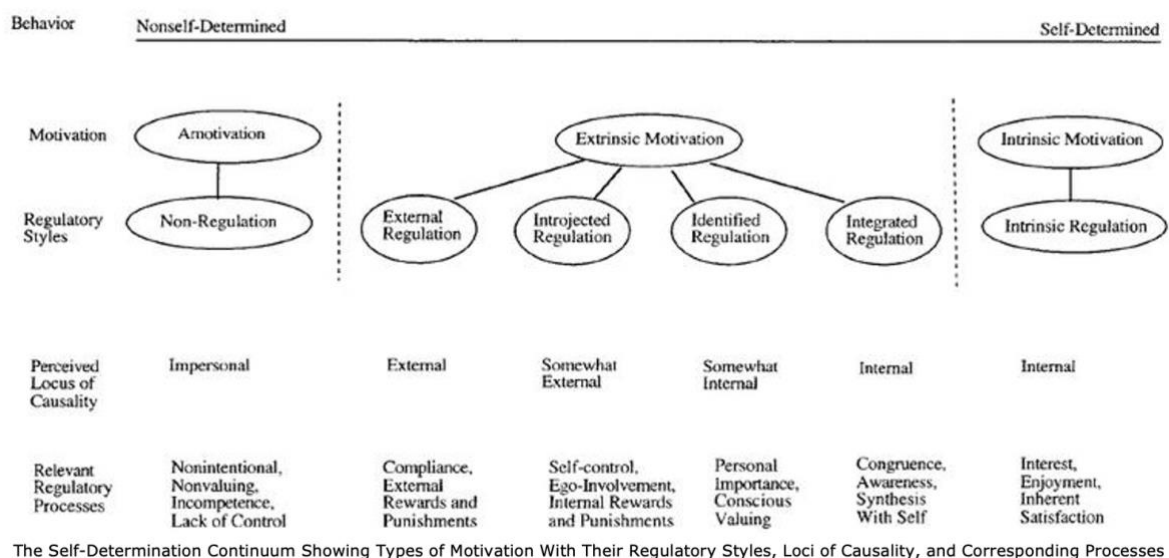 Behavior
Nonself-Determined
Self-Determined
Motivation
Amotivation
Extrinsic Motivation
Intrinsic Motivation
Regulatory
Styles
Non-Regulation
External
Regulation
Introjected
Regulation
Identified
Regulation
Integrated
Regulation
Intrinsic Regulation
Perceived
Locus of
Causality
Impersonal
External
Somewhat
External
Somewhat
Internal
Internal
Internal
Relevant
Regulatory
Processes
Nonintentional,
Nonvaluing,
Incompetence,
Lack of Control
Compliance,
External
Rewards and
Punishments
Self-control,
Ego-Involvement,
Internal Rewards
and Punishments
Personal
Importance,
Conscious
Valuing
Congruence,
Awareness,
Synthesis
With Self
Interest,
Enjoyment,
Inherent
Satisfaction
The Self-Determination Continuum Showing Types of Motivation With Their Regulatory Styles, Loci of Causality, and Corresponding Processes